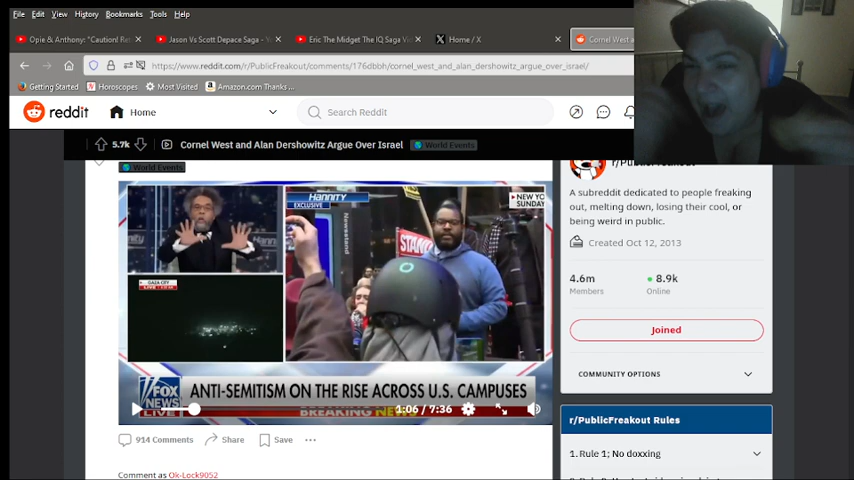 File Edit View History Bookmarks Tools Help
Opie & Anthony: "Caution! Ret
Jason Vs Scott Depace Saga - Y
Eric The Midget The IQ Saga Vi
Home / X
Cornel West a
https://www.reddit.com/r/PublicFreakout/comments/176dbbh/cornel_west_and_alan_dershowitz_argue_over_israel/
Getting Started Horoscopes Most Visited Amazon.com Thanks ...
reddit Home Search Reddit
5.7k Cornel West and Alan Dershowitz Argue Over Israel World Events
World Events
HANNITY
EXCLUSIVE
NEW YO
SUNDAY
Newsstand
STAN
GAZA CITY
FOX
NEWS
ANTI-SEMITISM ON THE RISE ACROSS U.S. CAMPUSES
LIVE
BREAKING NEWS
1:06 / 7:36
914 Comments Share Save
Comment as Ok-Lock9052
r/PublicFreakout
A subreddit dedicated to people freaking
out, melting down, losing their cool, or
being weird in public.
Created Oct 12, 2013
4.6m 8.9k
Members Online
Joined
COMMUNITY OPTIONS
r/PublicFreakout Rules
1. Rule 1; No doxxing